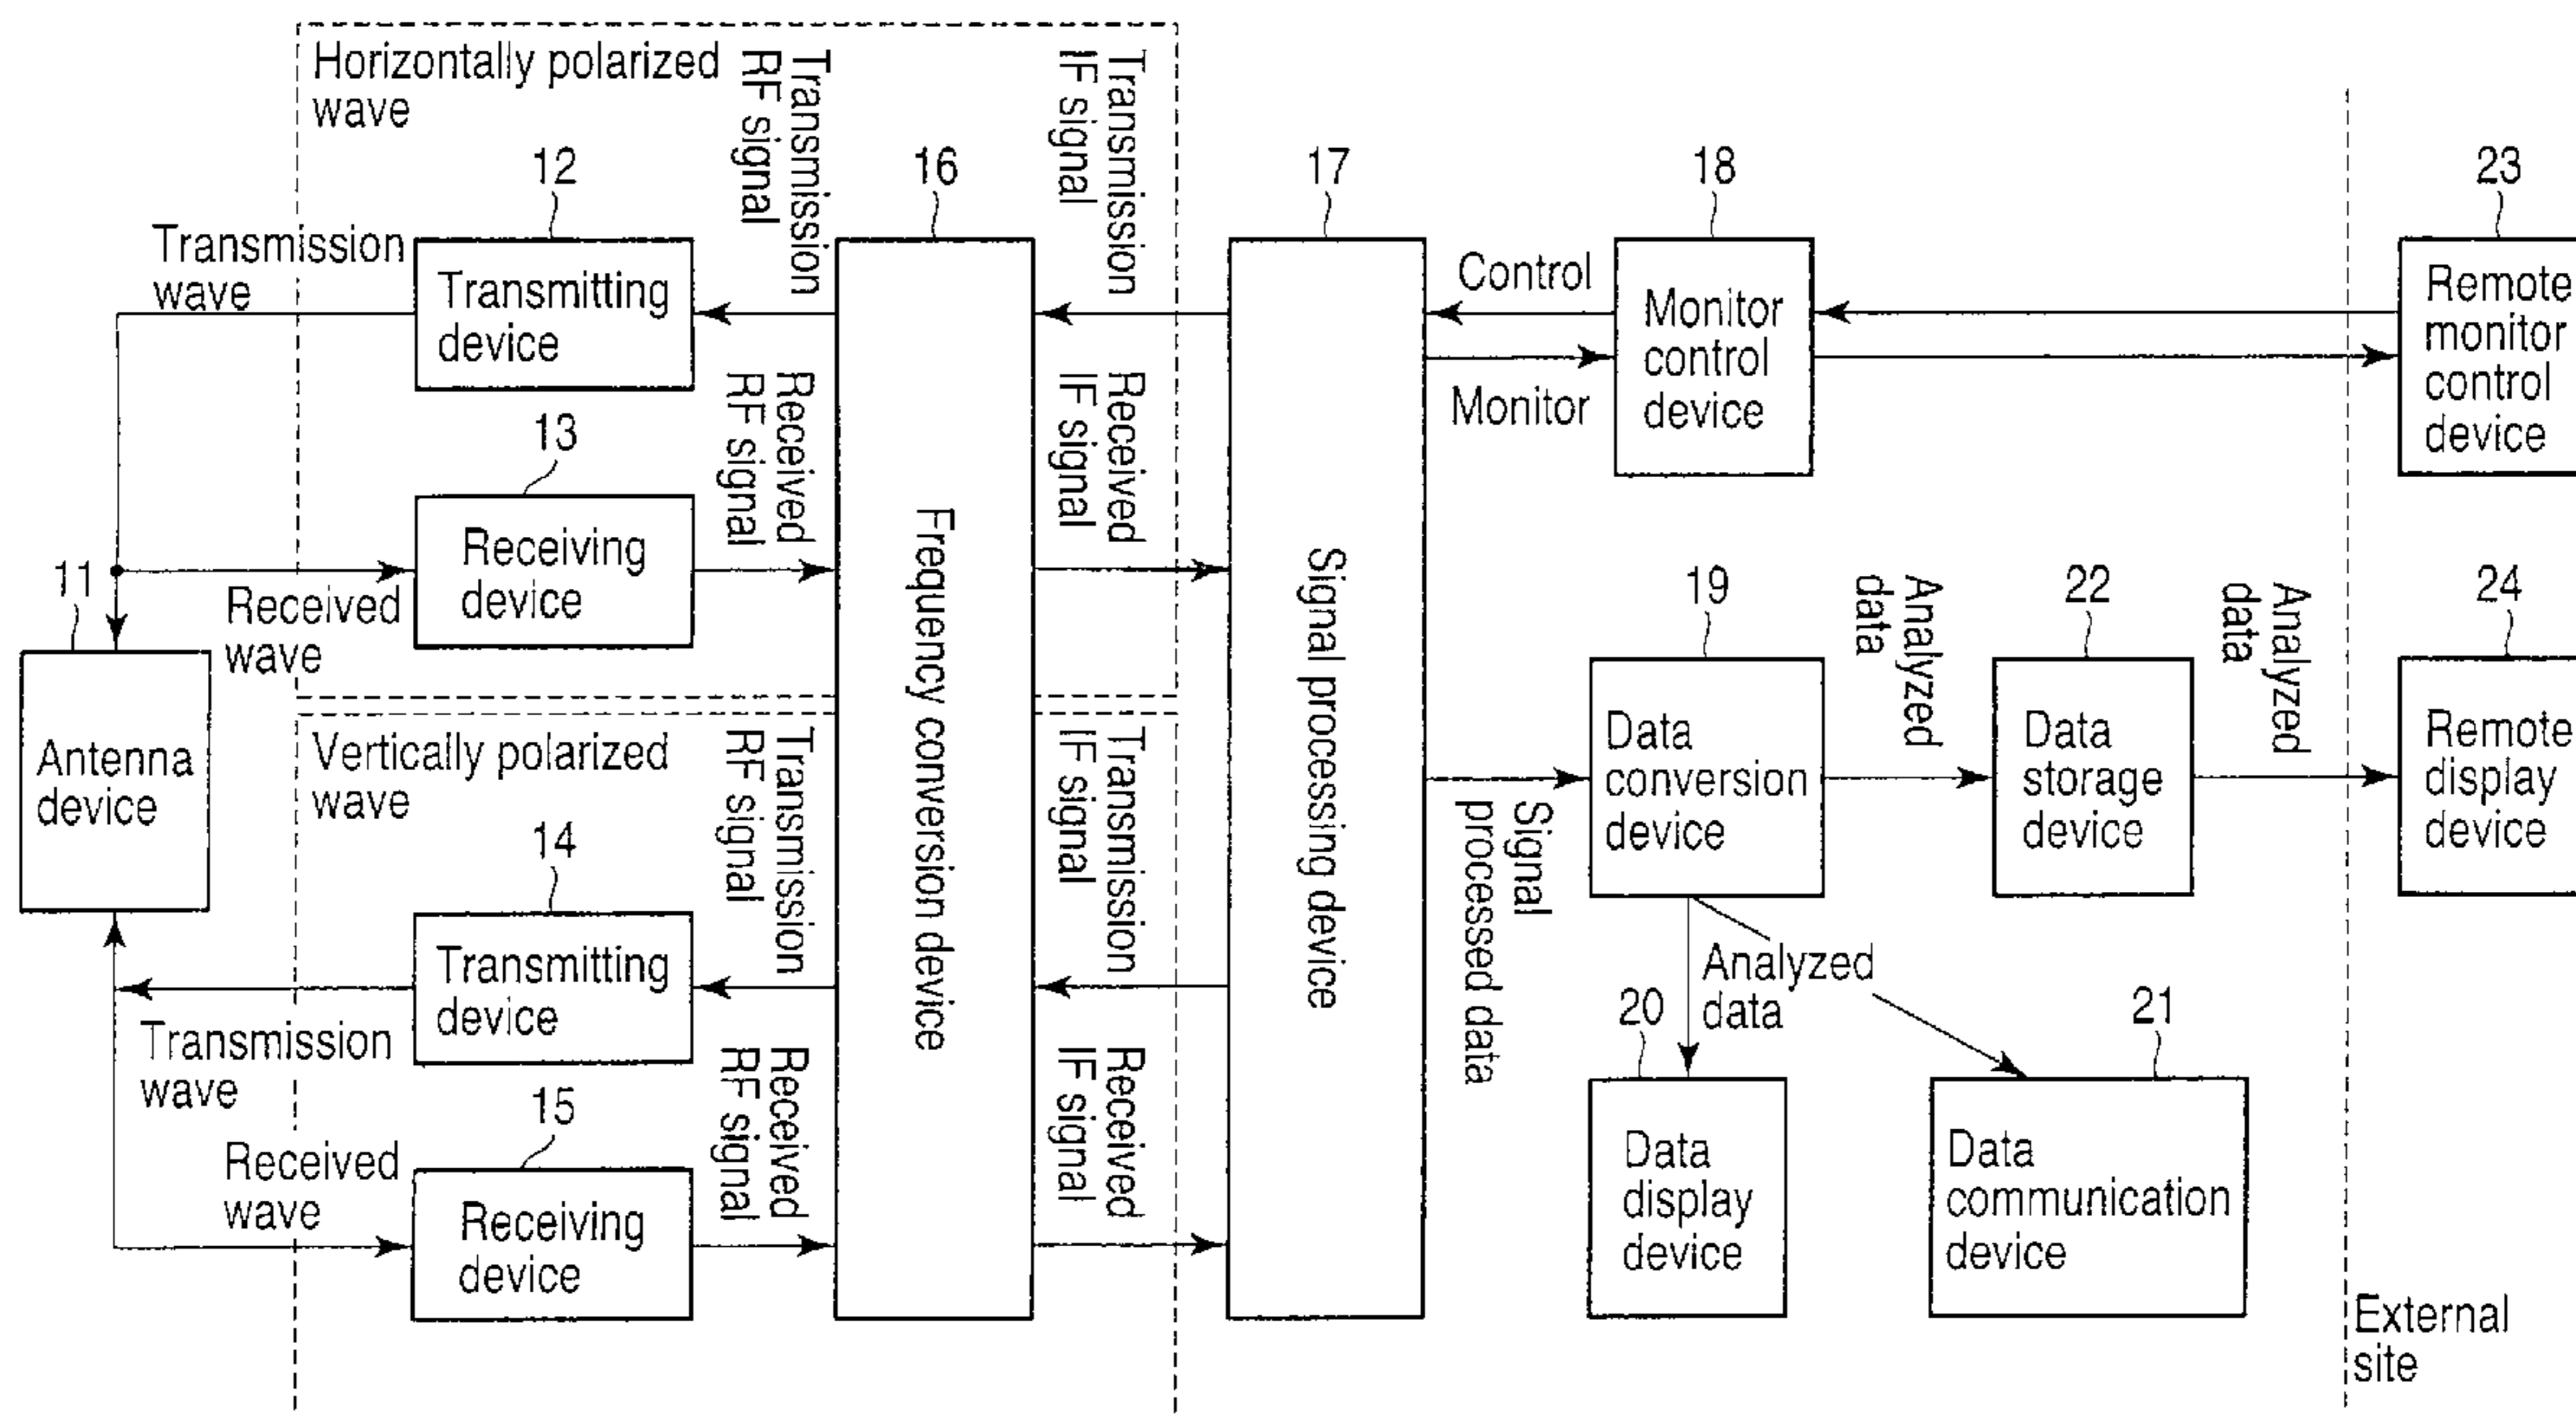 Horizontally polarized
wave
Transmission
RF signal
Transmission
IF signal
12
16
17
18
23
Transmission
wave
Transmitting
device
Control
Monitor
control
device
Remote
monitor
control
device
Monitor
Received
RF signal
Received
IF signal
13
Receiving
device
Received
wave
11
Antenna
device
Frequency conversion device
Signal processing device
19
Analyzed
data
22
Analyzed
data
24
Data
conversion
device
Data
storage
device
Remote
display
device
Vertically polarized
wave
Transmission
RF signal
Transmission
IF signal
Signal
processed data
14
Transmitting
device
Transmission
wave
Analyzed
data
20
21
Received
RF signal
Received
IF signal
15
Received
wave
Receiving
device
Data
display
device
Data
communication
device
External
site